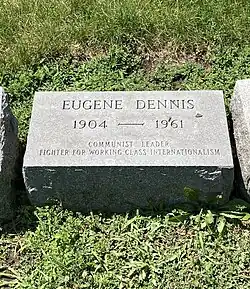 EUGENE DENNIS
1904 — 1961
COMMUNIST LEADER
FIGHTER FOR WORKING CLASS INTERNATIONALISM